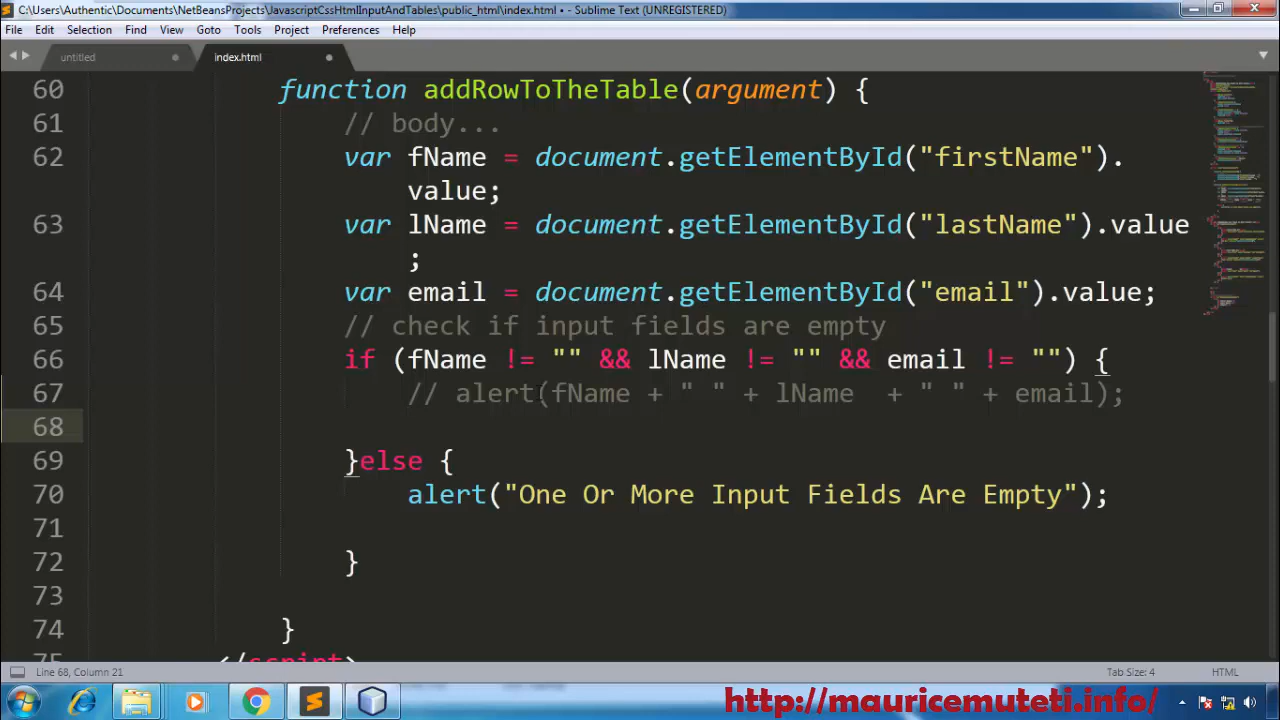 C:\Users\Authentic\Documents\NetBeansProjects\JavascriptCssHtmlInputAndTables\public_html\index.html • - Sublime Text (UNREGISTERED)
File Edit Selection Find View Goto Tools Project Preferences Help
untitled index.html
60 function addRowToTheTable(argument) {
61 // body...
62 var fName = document.getElementById("firstName").
value;
63 var lName = document.getElementById("lastName").value
;
64 var email = document.getElementById("email").value;
65 // check if input fields are empty
66 if (fName != "" && lName != "" && email != "") {
67 // alert(fName + " " + lName  + " " + email);
68
69 }else {
70 alert("One Or More Input Fields Are Empty");
71
72 }
73
74 }
75 </script>
Line 68, Column 21 Tab Size: 4 HTML
http://mauricemuteti.info/